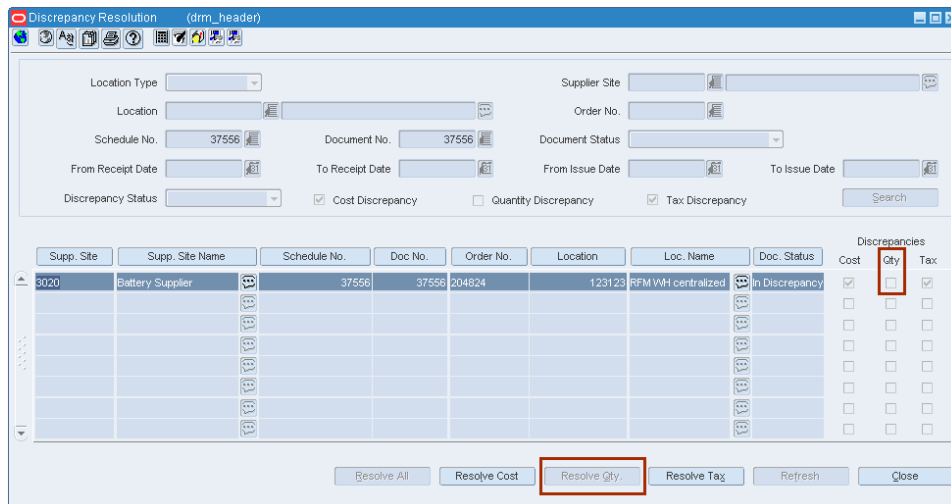 Discrepancy Resolution (drm_header)
Location Type Supplier Site
Location Order No.
Schedule No. 37556 Document No. 37556 Document Status
From Receipt Date To Receipt Date From Issue Date To Issue Date
Discrepancy Status Cost Discrepancy Quantity Discrepancy Tax Discrepancy Search
Discrepancies
Supp. Site Supp. Site Name Schedule No. Doc No. Order No. Location Loc. Name Doc. Status Cost Qty Tax
3020 Battery Supplier 37556 37556 204824 123123 RFM WH centralized In Discrepancy
Resolve All Resolve Cost Resolve Qty. Resolve Tax Refresh Close